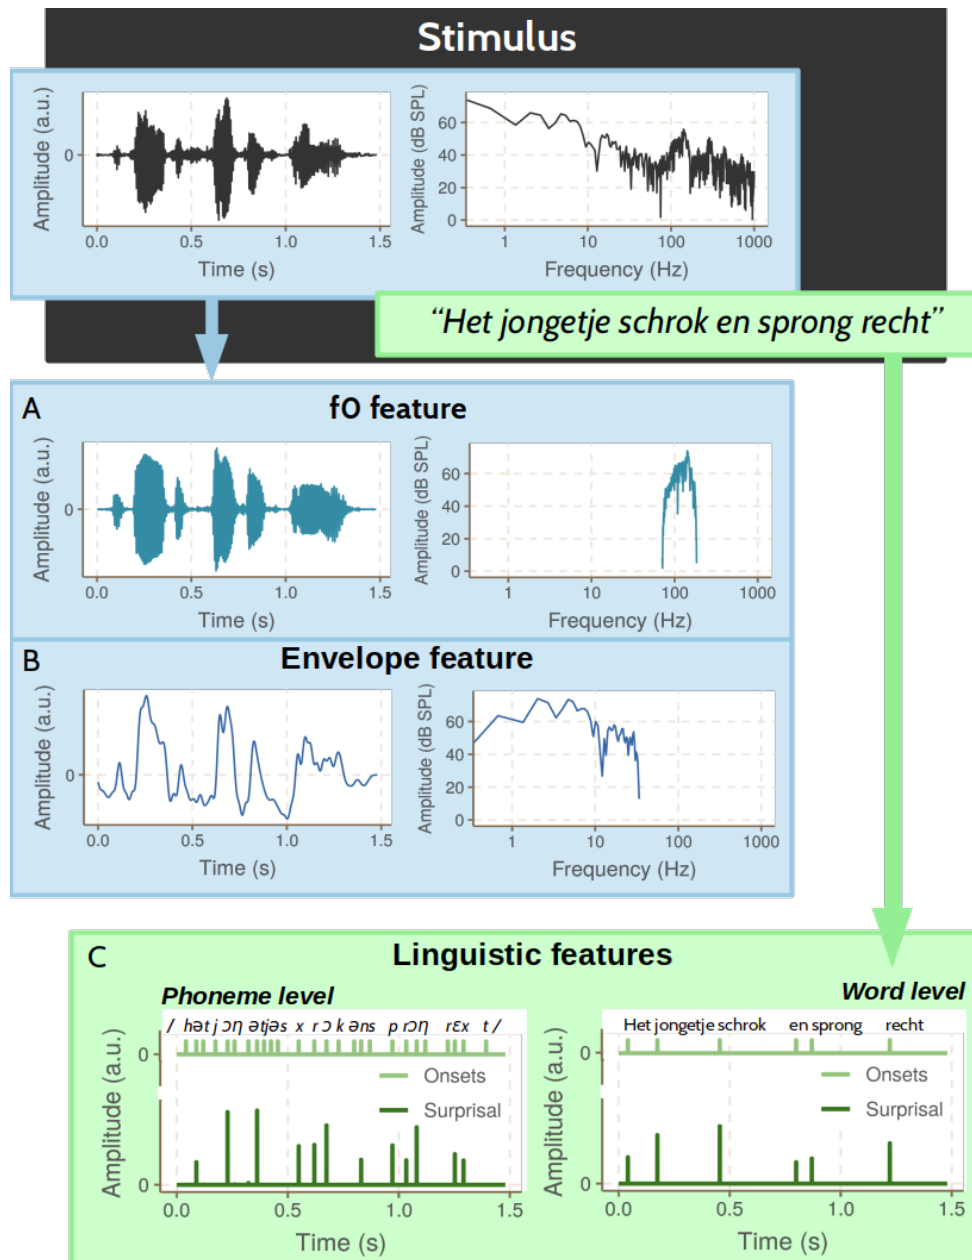 Stimulus
Amplitude (a.u.)
0
0.0 0.5 1.0 1.5
Time (s)
Amplitude (dB SPL)
60
40
20
0
1 10 100 1000
Frequency (Hz)
“Het jongetje schrok en sprong recht”
A
f0 feature
Amplitude (a.u.)
0
0.0 0.5 1.0 1.5
Time (s)
Amplitude (dB SPL)
60
40
20
0
1 10 100 1000
Frequency (Hz)
B
Envelope feature
Amplitude (a.u.)
0
0.0 0.5 1.0 1.5
Time (s)
Amplitude (dB SPL)
60
40
20
0
1 10 100 1000
Frequency (Hz)
C
Linguistic features
Phoneme level
/ hət j ɔη ətjəs x r ɔ k əns p rɔη rɛx t /
0
Onsets
Surprisal
Amplitude (a.u.)
0
0.0 0.5 1.0 1.5
Time (s)
Word level
Het jongetje schrok en sprong recht
0
Onsets
Surprisal
Amplitude (a.u.)
0
0.0 0.5 1.0 1.5
Time (s)